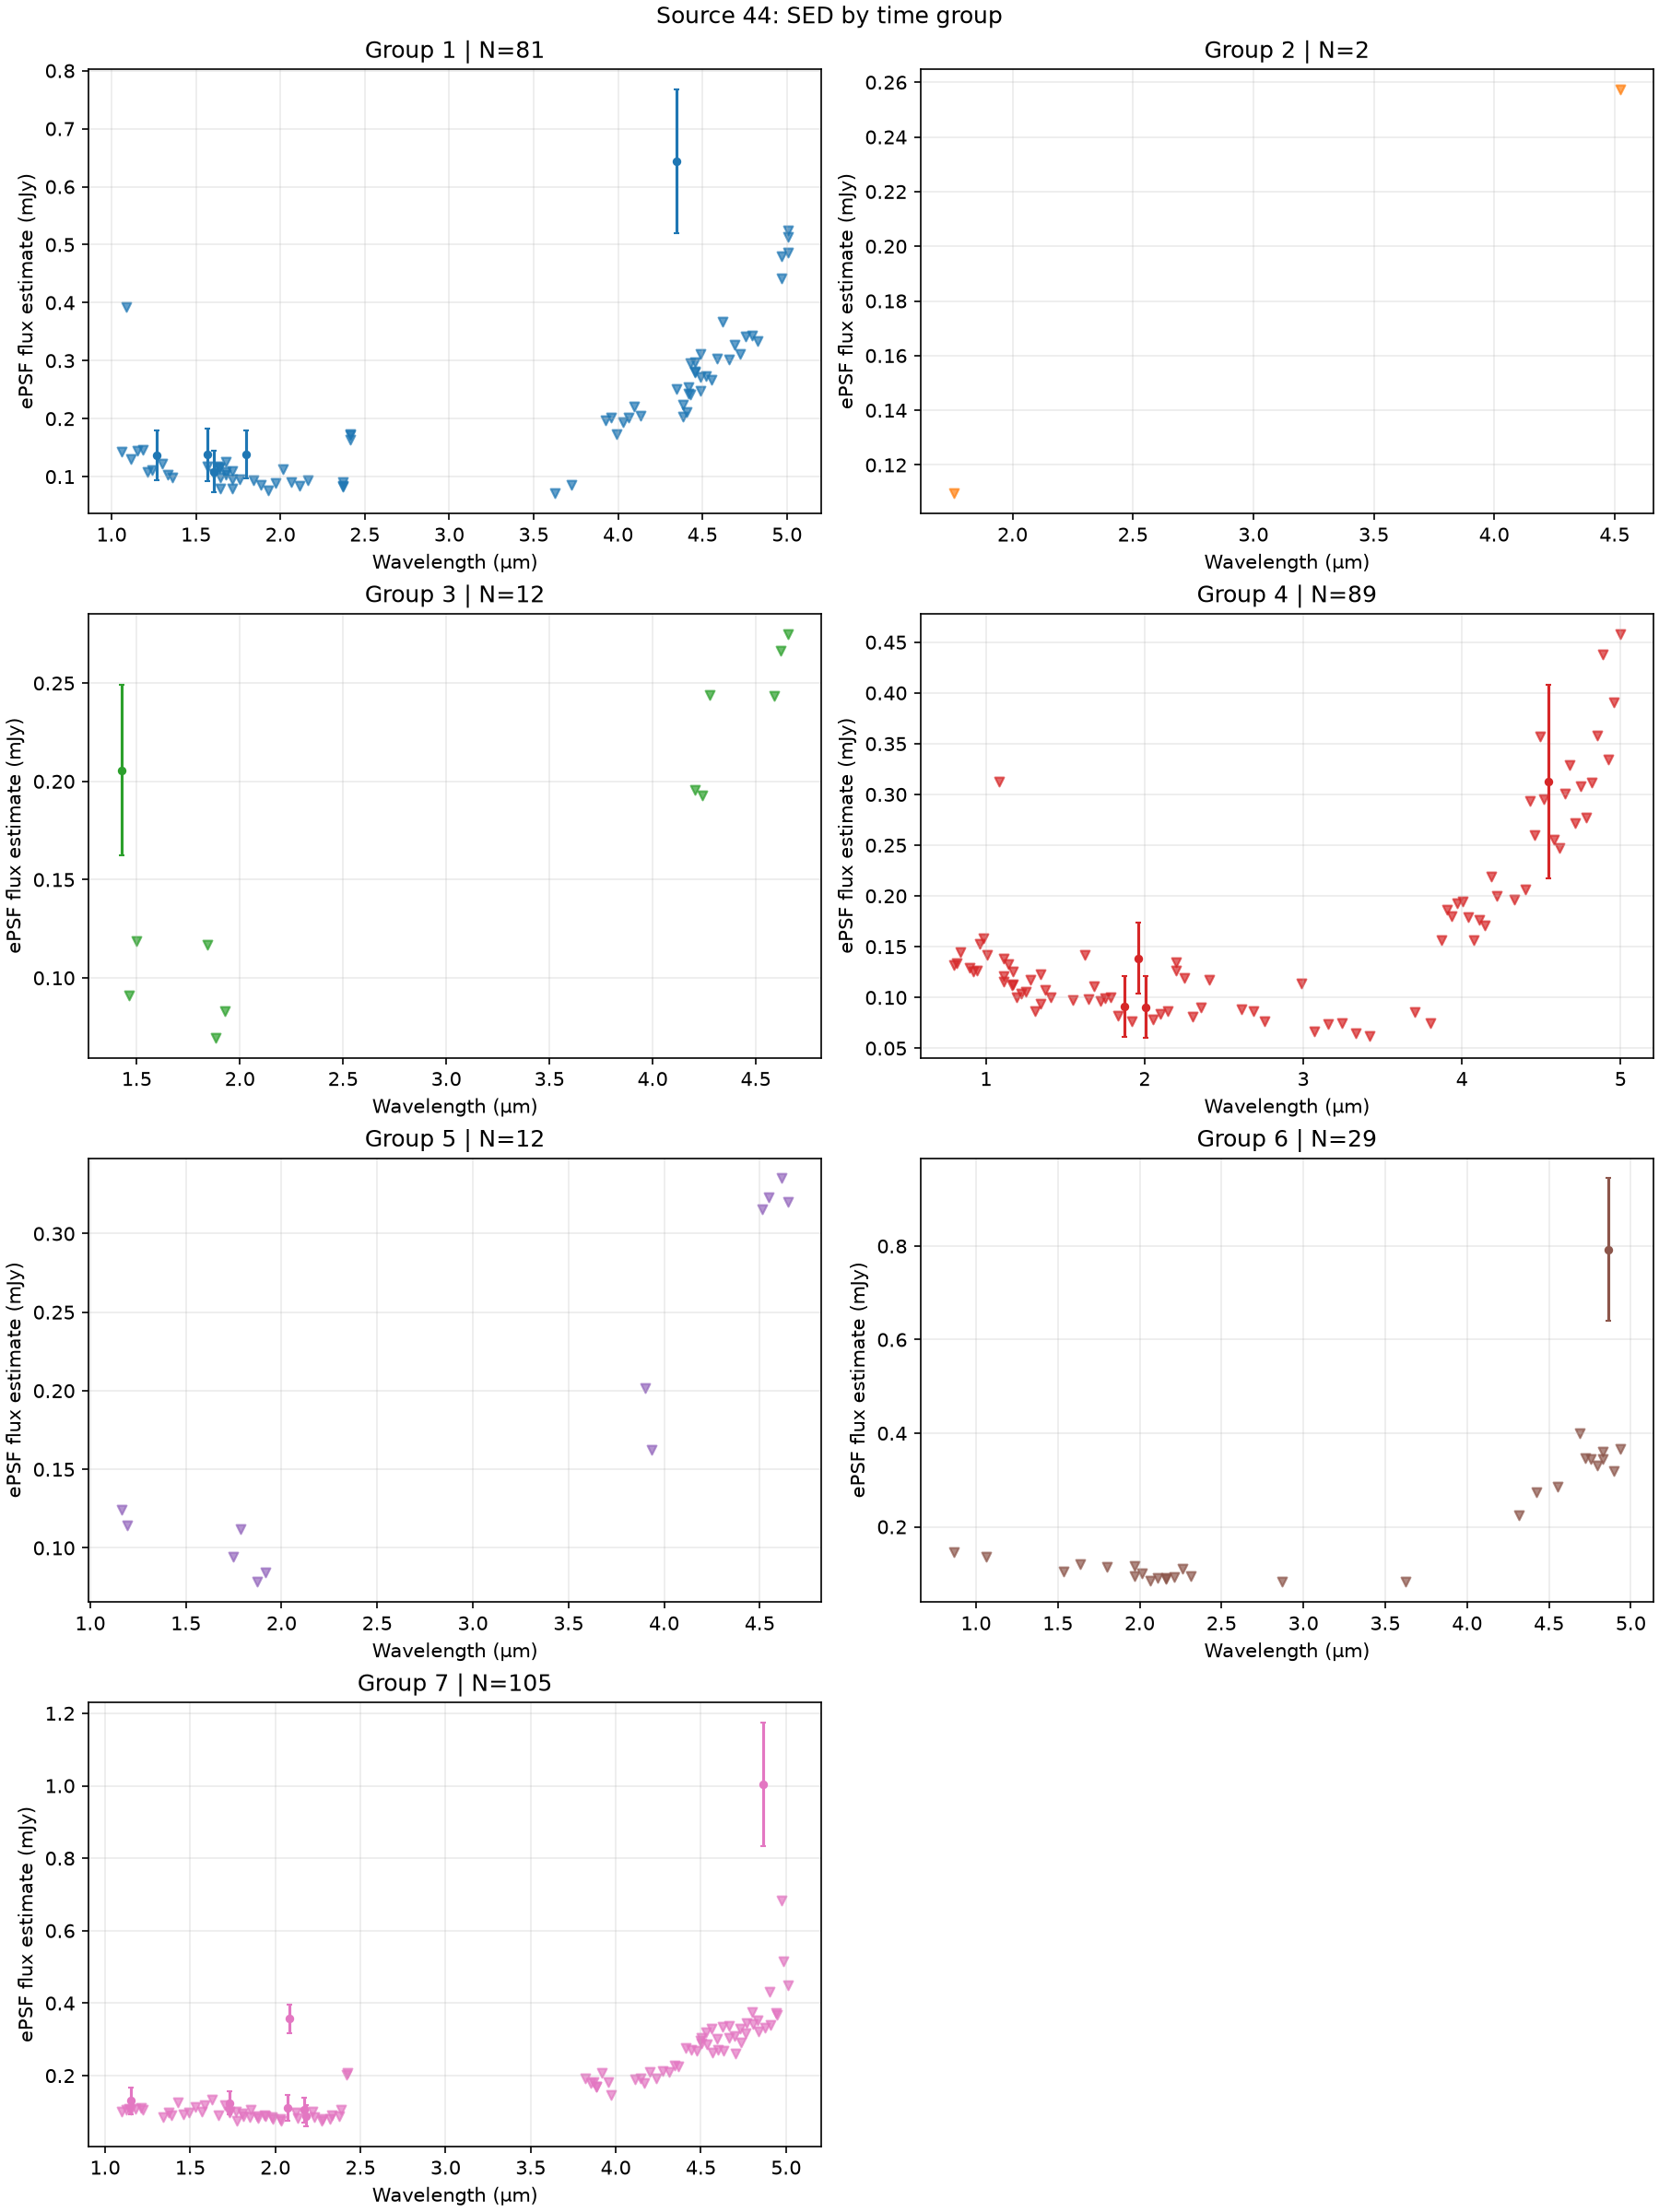 Source 44: SED by time group
Group 1 | N=81
Group 2 | N=2
ePSF flux estimate (mJy)
0.8
0.7
0.6
0.5
0.4
0.3
0.2
0.1
1.0 1.5 2.0 2.5 3.0 3.5 4.0 4.5 5.0
Wavelength (µm)
ePSF flux estimate (mJy)
0.26
0.24
0.22
0.20
0.18
0.16
0.14
0.12
2.0 2.5 3.0 3.5 4.0 4.5
Wavelength (µm)
Group 3 | N=12
Group 4 | N=89
ePSF flux estimate (mJy)
0.25
0.20
0.15
0.10
1.5 2.0 2.5 3.0 3.5 4.0 4.5
Wavelength (µm)
ePSF flux estimate (mJy)
0.45
0.40
0.35
0.30
0.25
0.20
0.15
0.10
0.05
1 2 3 4 5
Wavelength (µm)
Group 5 | N=12
Group 6 | N=29
ePSF flux estimate (mJy)
0.30
0.25
0.20
0.15
0.10
1.0 1.5 2.0 2.5 3.0 3.5 4.0 4.5
Wavelength (µm)
ePSF flux estimate (mJy)
0.8
0.6
0.4
0.2
1.0 1.5 2.0 2.5 3.0 3.5 4.0 4.5 5.0
Wavelength (µm)
Group 7 | N=105
ePSF flux estimate (mJy)
1.2
1.0
0.8
0.6
0.4
0.2
1.0 1.5 2.0 2.5 3.0 3.5 4.0 4.5 5.0
Wavelength (µm)